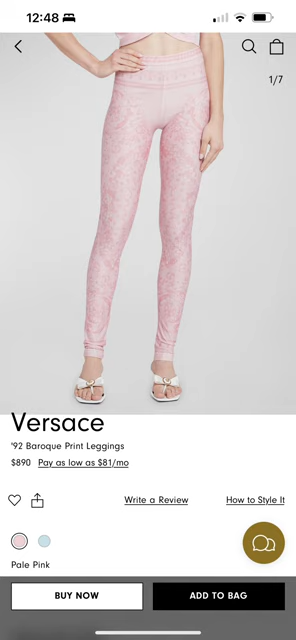 12:48
1/7
Versace
'92 Baroque Print Leggings
$890 Pay as low as $81/mo
Write a Review How to Style It
Pale Pink
BUY NOW ADD TO BAG